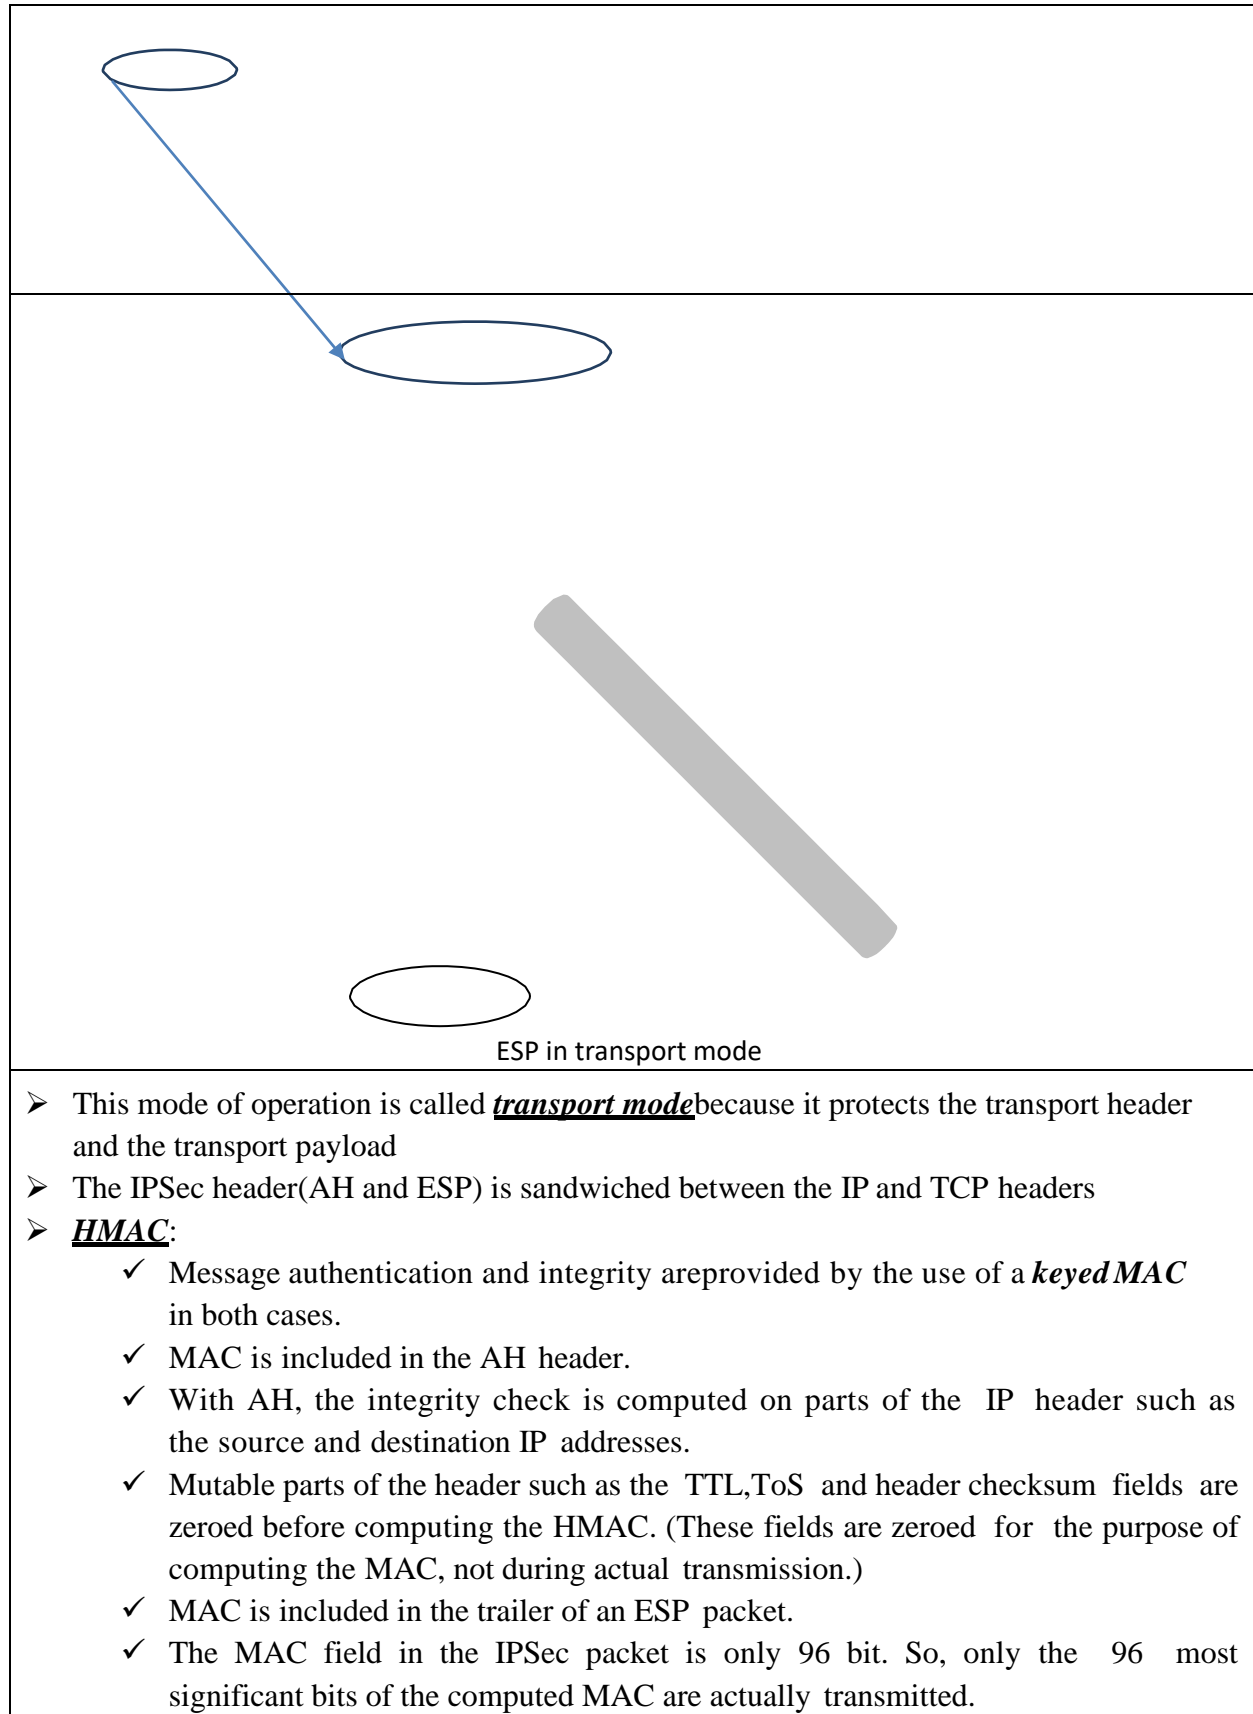 ESP in transport mode
➢ This mode of operation is called transport modebecause it protects the transport header
and the transport payload
➢ The IPSec header(AH and ESP) is sandwiched between the IP and TCP headers
➢ HMAC:
✓ Message authentication and integrity areprovided by the use of a keyed MAC
in both cases.
✓ MAC is included in the AH header.
✓ With AH, the integrity check is computed on parts of the IP header such as
the source and destination IP addresses.
✓ Mutable parts of the header such as the TTL,ToS and header checksum fields are
zeroed before computing the HMAC. (These fields are zeroed for the purpose of
computing the MAC, not during actual transmission.)
✓ MAC is included in the trailer of an ESP packet.
✓ The MAC field in the IPSec packet is only 96 bit. So, only the 96 most
significant bits of the computed MAC are actually transmitted.